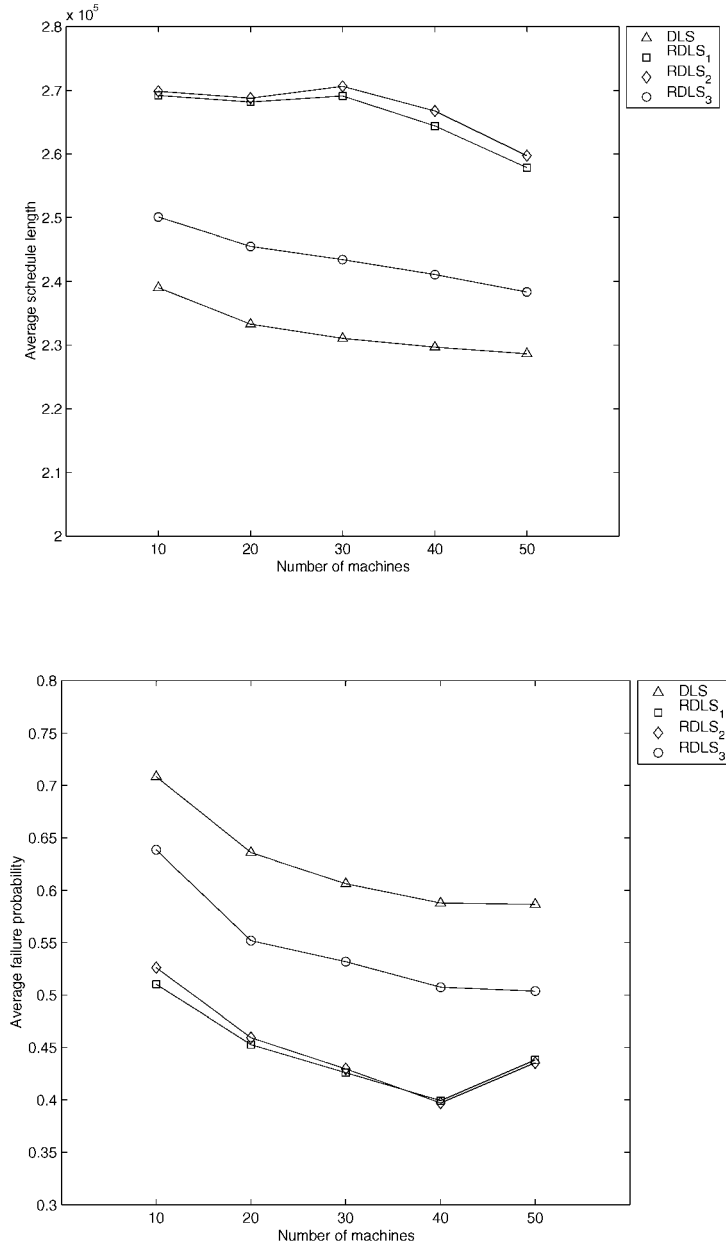 x 10⁵
2.8
2.7
2.6
2.5
2.4
2.3
2.2
2.1
2
Average schedule length
10 20 30 40 50
Number of machines
DLS
RDLS₁
RDLS₂
RDLS₃
0.8
0.75
0.7
0.65
0.6
0.55
0.5
0.45
0.4
0.35
0.3
Average failure probability
10 20 30 40 50
Number of machines
DLS
RDLS₁
RDLS₂
RDLS₃